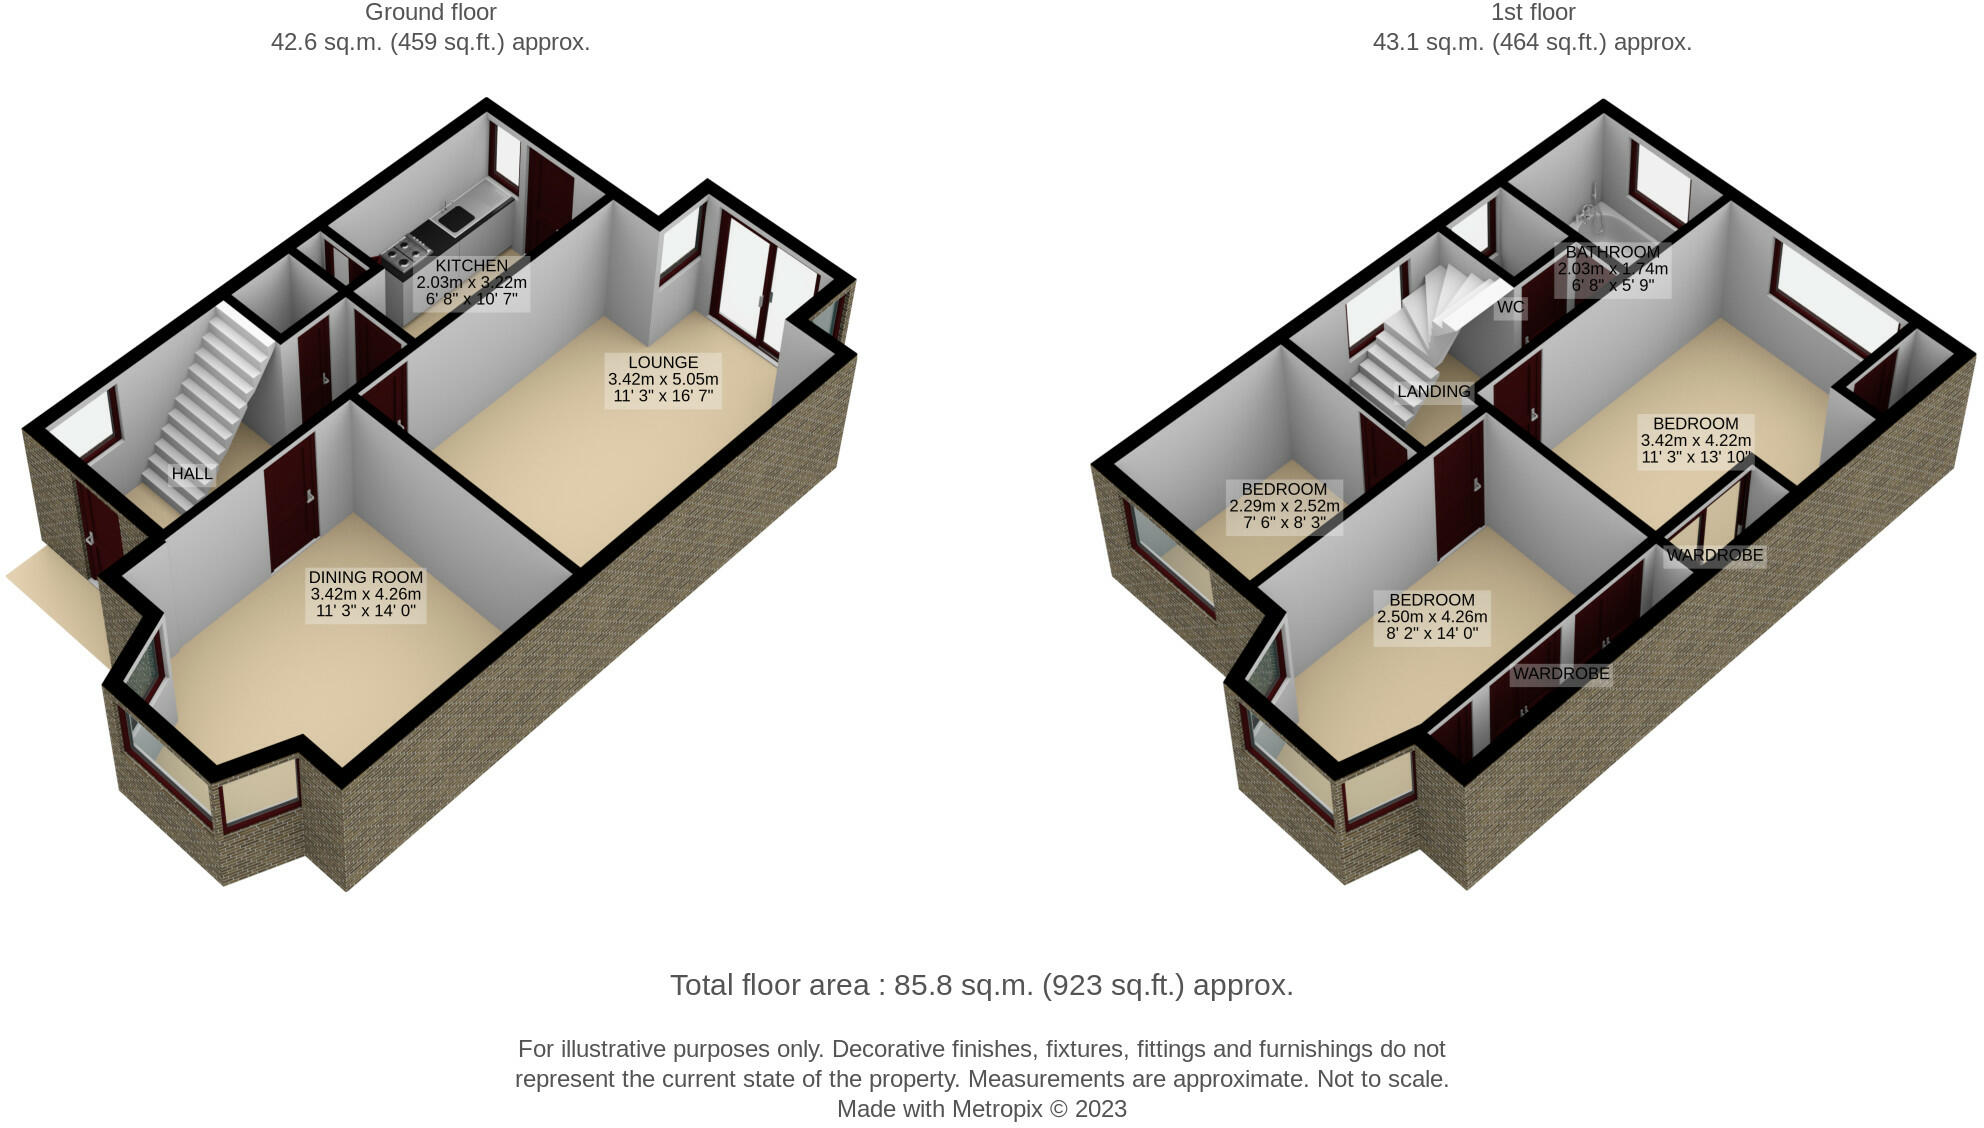 Ground floor
42.6 sq.m. (459 sq.ft.) approx.
1st floor
43.1 sq.m. (464 sq.ft.) approx.
KITCHEN
2.03m x 3.22m
6' 8" x 10' 7"
LOUNGE
3.42m x 5.05m
11' 3" x 16' 7"
HALL
DINING ROOM
3.42m x 4.26m
11' 3" x 14' 0"
BATHROOM
2.03m x 1.74m
6' 8" x 5' 9"
WC
LANDING
BEDROOM
3.42m x 4.22m
11' 3" x 13' 10"
BEDROOM
2.29m x 2.52m
7' 6" x 8' 3"
WARDROBE
BEDROOM
2.50m x 4.26m
8' 2" x 14' 0"
WARDROBE
Total floor area : 85.8 sq.m. (923 sq.ft.) approx.
For illustrative purposes only. Decorative finishes, fixtures, fittings and furnishings do not
represent the current state of the property. Measurements are approximate. Not to scale.
Made with Metropix © 2023